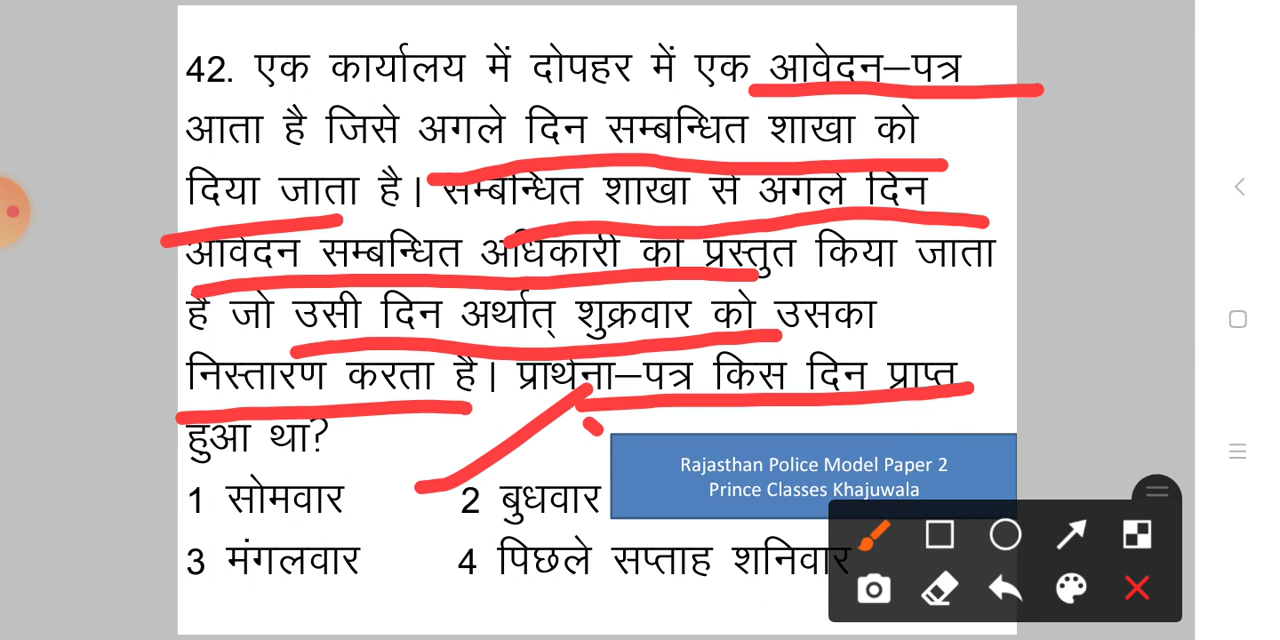 42. एक कार्यालय में दोपहर में एक आवेदन–पत्र
आता है जिसे अगले दिन सम्बन्धित शाखा को
दिया जाता है। सम्बन्धित शाखा से अगले दिन
आवेदन सम्बन्धित अधिकारी को प्रस्तुत किया जाता
है जो उसी दिन अर्थात् शुक्रवार को उसका
निस्तारण करता है। प्रार्थना–पत्र किस दिन प्राप्त
हुआ था?
1 सोमवार 2 बुधवार
3 मंगलवार 4 पिछले सप्ताह शनिवार
Rajasthan Police Model Paper 2
Prince Classes Khajuwala